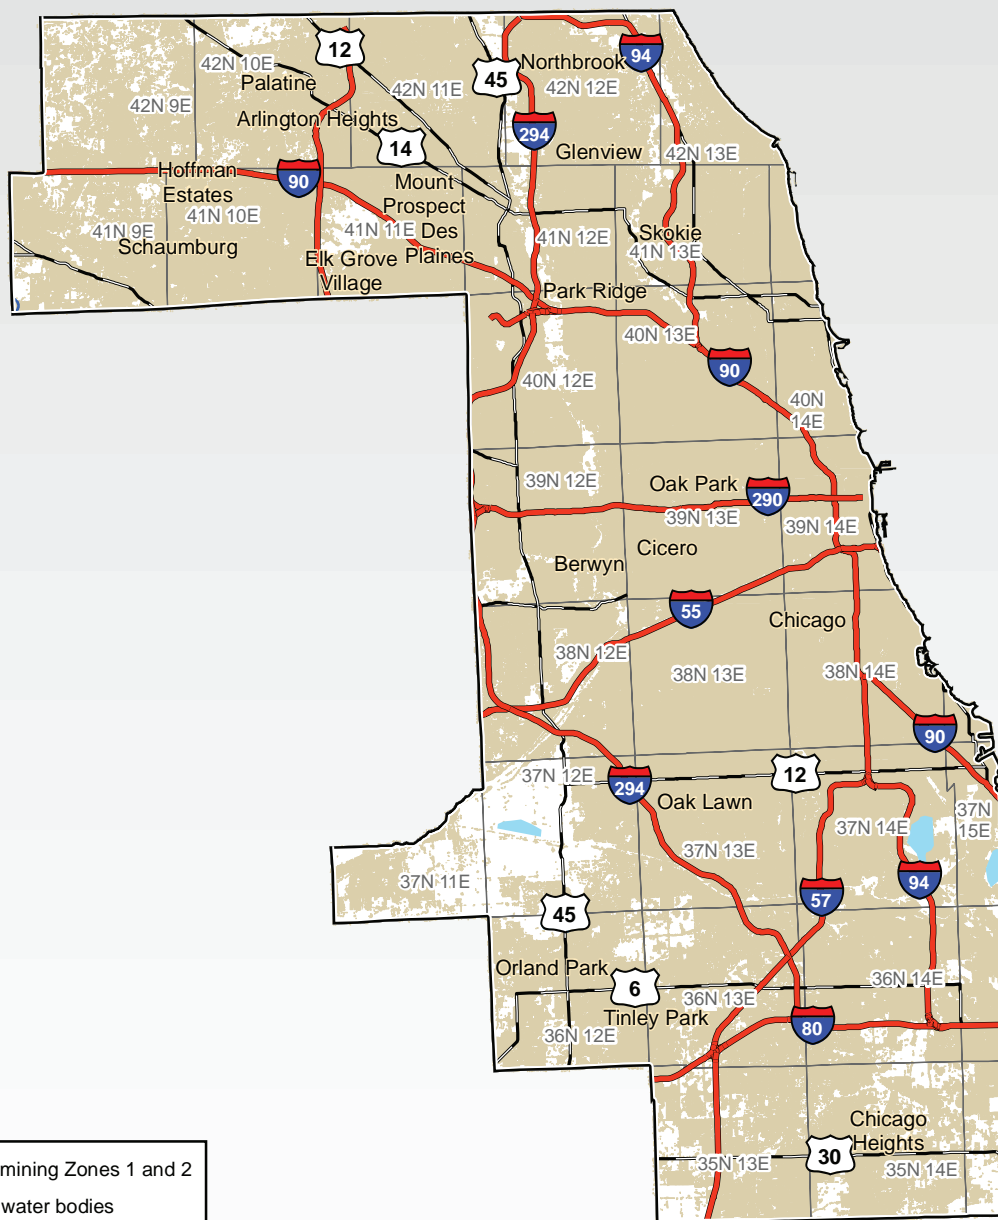 12
94
45
Northbrook
42N 10E
Palatine
42N 11E
42N 12E
42N 9E
Arlington Heights
294
14
Glenview
42N 13E
Hoffman
Estates
90
Mount
Prospect
41N 10E
41N 9E
Schaumburg
41N 11E
Des
Plaines
41N 12E
Skokie
41N 13E
Elk Grove
Village
Park Ridge
40N 13E
90
40N 12E
40N
14E
39N 12E
Oak Park
290
39N 13E
39N 14E
Cicero
Berwyn
55
Chicago
38N 12E
38N 13E
38N 14E
90
37N 12E
294
12
Oak Lawn
37N
15E
37N 14E
37N 13E
37N 11E
94
57
45
Orland Park
6
36N 14E
36N 13E
Tinley Park
36N 12E
80
Chicago
Heights
30
35N 13E
35N 14E
mining Zones 1 and 2
water bodies